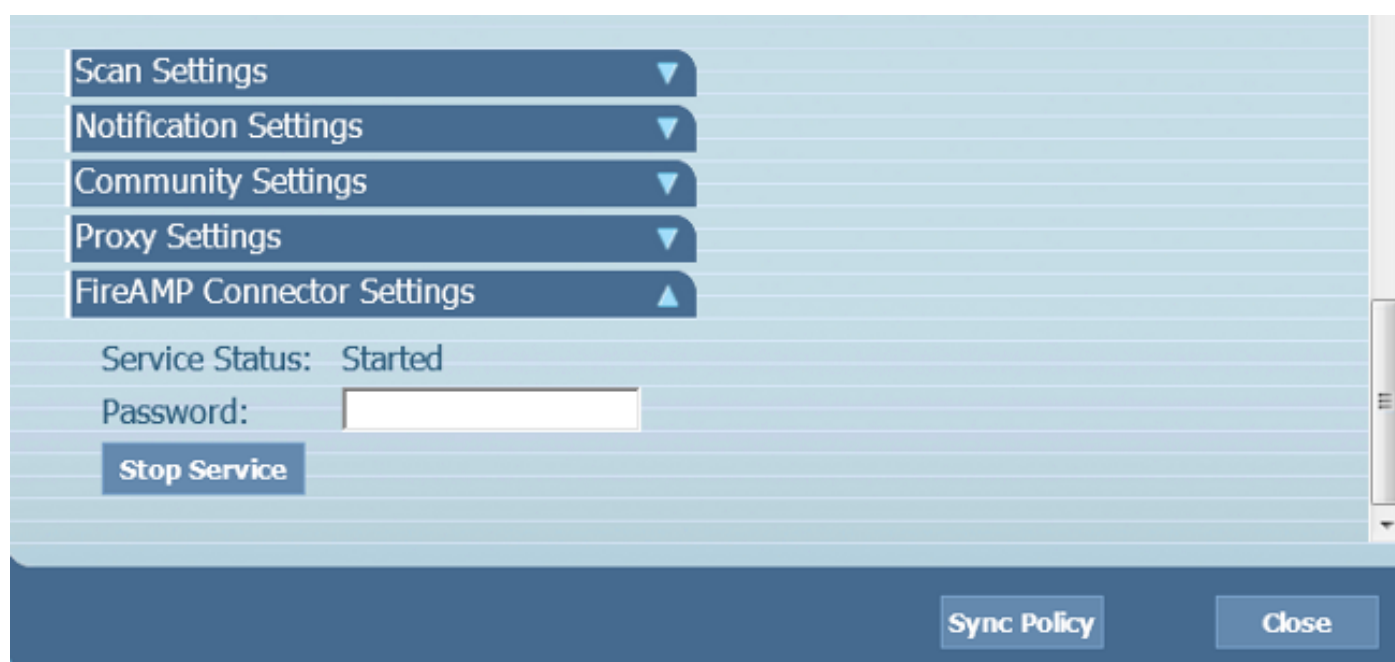 Scan Settings
Notification Settings
Community Settings
Proxy Settings
FireAMP Connector Settings
Service Status: Started
Password:
Stop Service
Sync Policy Close